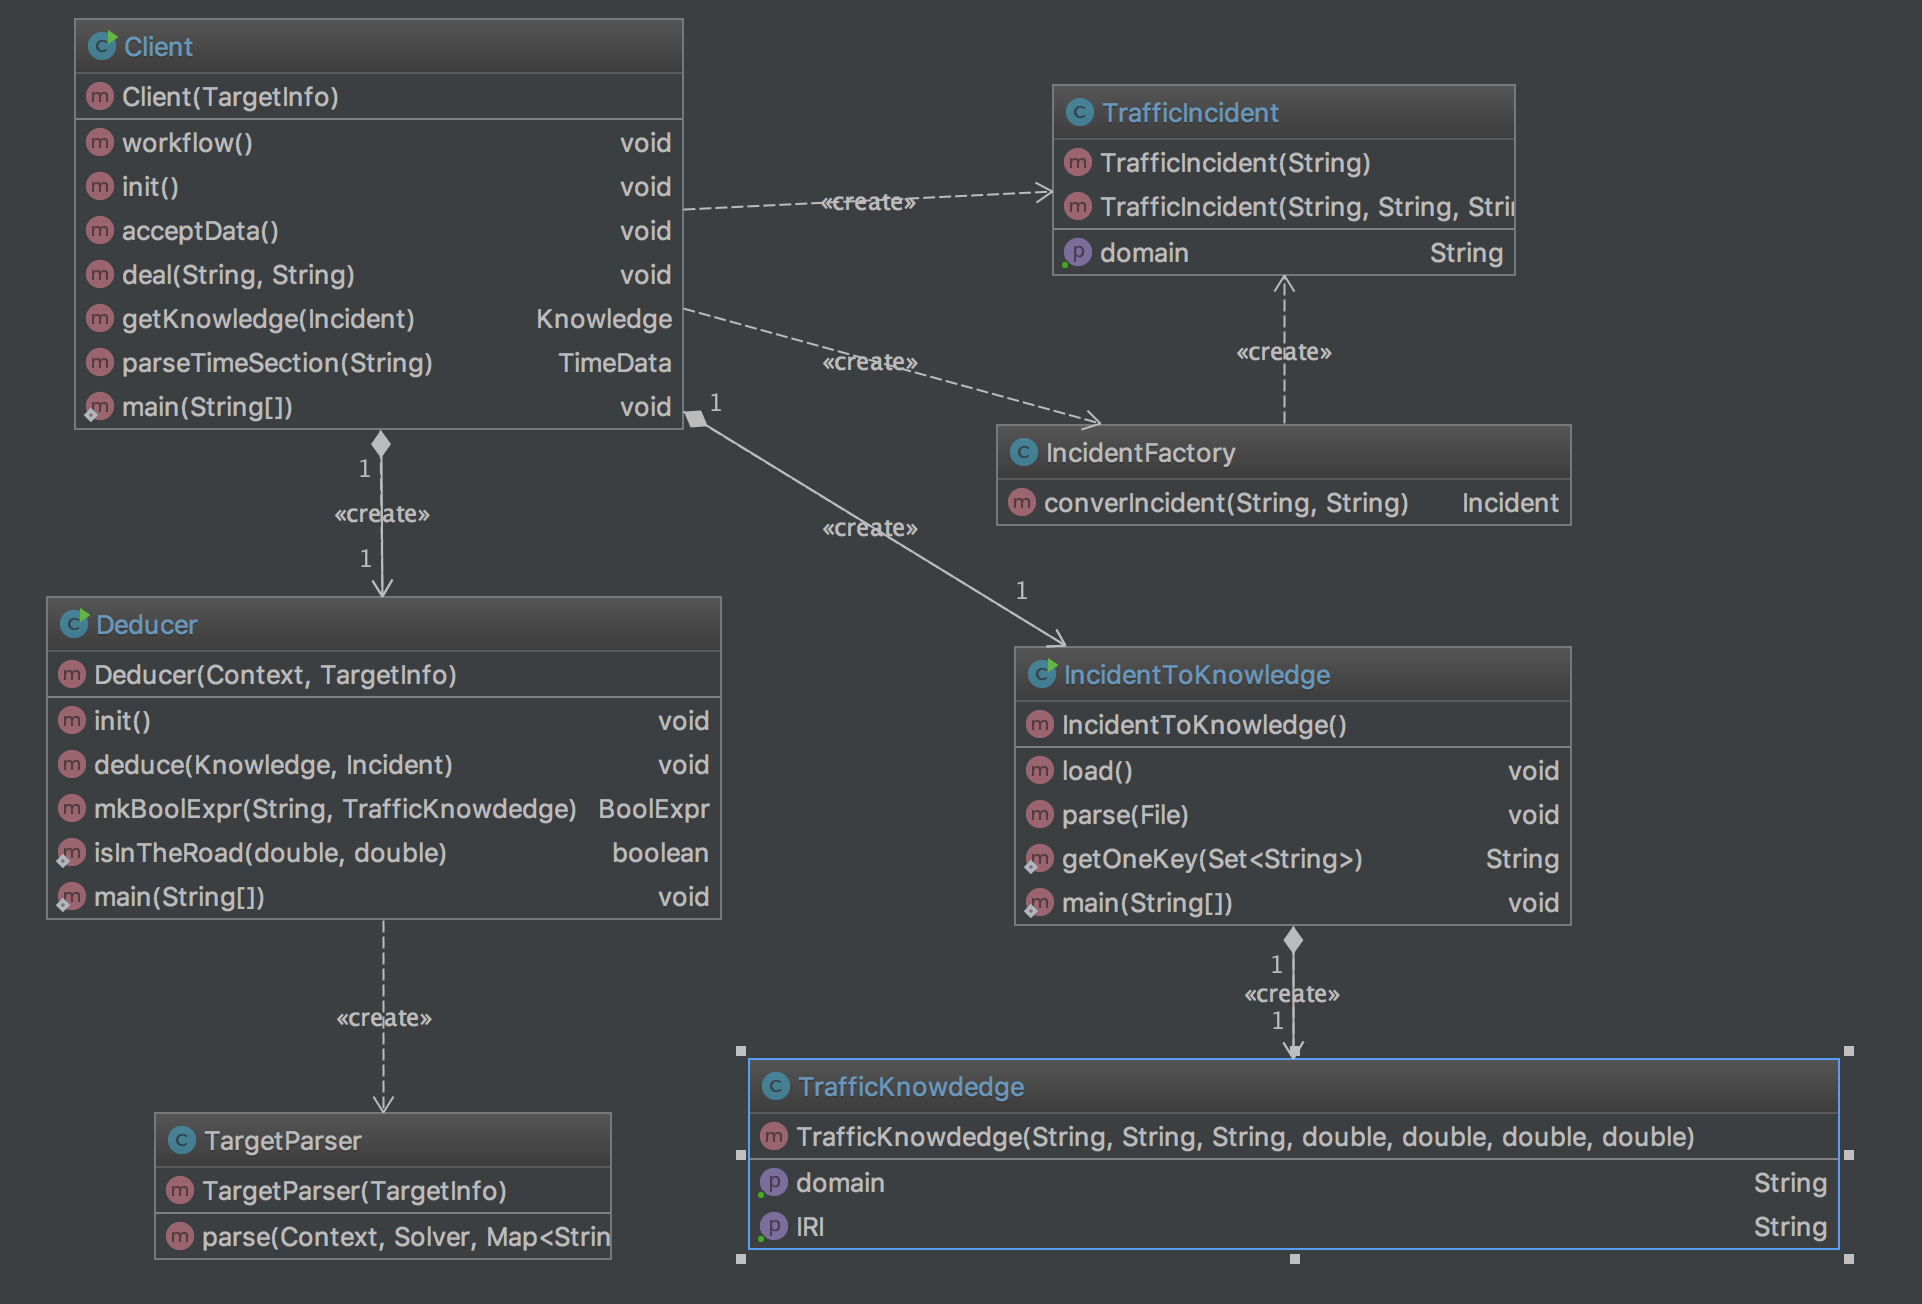 Client
Client(TargetInfo)
workflow() void
init() void
acceptData() void
deal(String, String) void
getKnowledge(Incident) Knowledge
parseTimeSection(String) TimeData
main(String[]) void
TrafficIncident
TrafficIncident(String)
TrafficIncident(String, String, Stri
domain String
«create»
«create»
«create»
IncidentFactory
converIncident(String, String) Incident
1
1
«create»
1
«create»
1
Deducer
Deducer(Context, TargetInfo)
init() void
deduce(Knowledge, Incident) void
mkBoolExpr(String, TrafficKnowdedge) BoolExpr
isInTheRoad(double, double) boolean
main(String[]) void
IncidentToKnowledge
IncidentToKnowledge()
load() void
parse(File) void
getOneKey(Set<String>) String
main(String[]) void
1
«create»
1
«create»
TargetParser
TargetParser(TargetInfo)
parse(Context, Solver, Map<Strin
TrafficKnowdedge
TrafficKnowdedge(String, String, String, double, double, double, double)
domain String
IRI String